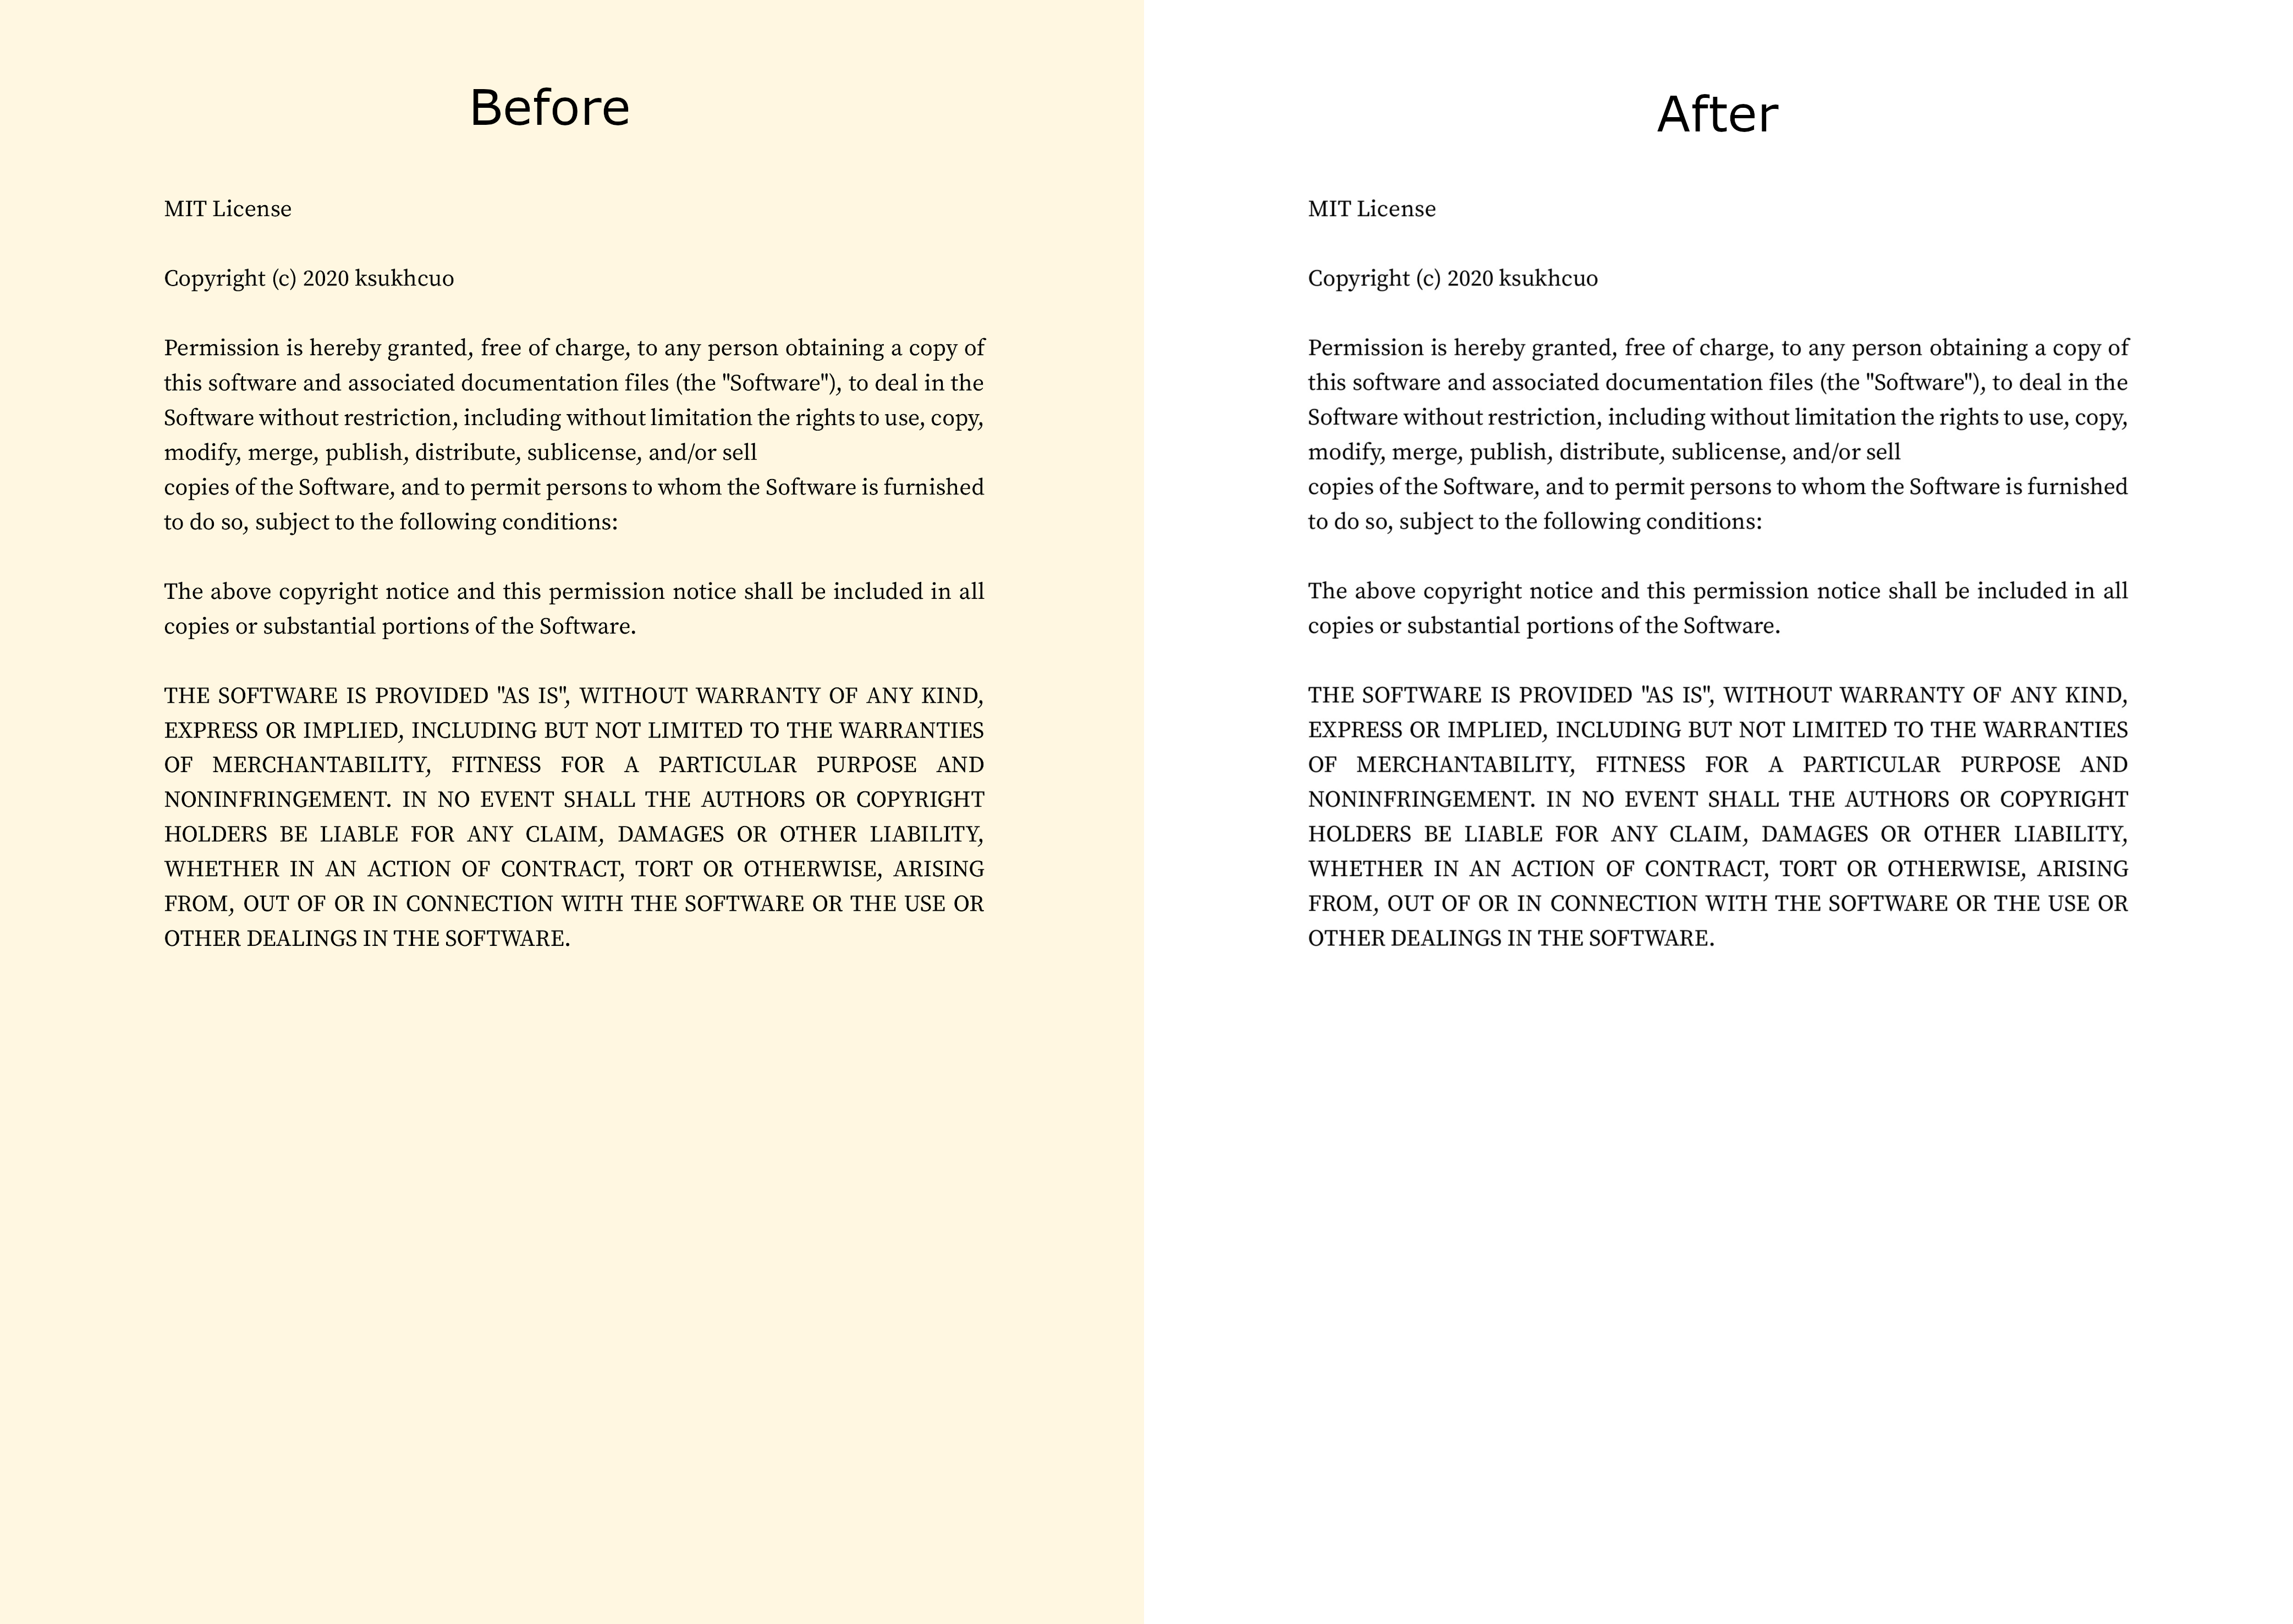 Before
MIT License
Copyright (c) 2020 ksukhcuo
Permission is hereby granted, free of charge, to any person obtaining a copy of
this software and associated documentation files (the "Software"), to deal in the
Software without restriction, including without limitation the rights to use, copy,
modify, merge, publish, distribute, sublicense, and/or sell
copies of the Software, and to permit persons to whom the Software is furnished
to do so, subject to the following conditions:
The above copyright notice and this permission notice shall be included in all
copies or substantial portions of the Software.
THE SOFTWARE IS PROVIDED "AS IS", WITHOUT WARRANTY OF ANY KIND,
EXPRESS OR IMPLIED, INCLUDING BUT NOT LIMITED TO THE WARRANTIES
OF MERCHANTABILITY, FITNESS FOR A PARTICULAR PURPOSE AND
NONINFRINGEMENT. IN NO EVENT SHALL THE AUTHORS OR COPYRIGHT
HOLDERS BE LIABLE FOR ANY CLAIM, DAMAGES OR OTHER LIABILITY,
WHETHER IN AN ACTION OF CONTRACT, TORT OR OTHERWISE, ARISING
FROM, OUT OF OR IN CONNECTION WITH THE SOFTWARE OR THE USE OR
OTHER DEALINGS IN THE SOFTWARE.
After
MIT License
Copyright (c) 2020 ksukhcuo
Permission is hereby granted, free of charge, to any person obtaining a copy of
this software and associated documentation files (the "Software"), to deal in the
Software without restriction, including without limitation the rights to use, copy,
modify, merge, publish, distribute, sublicense, and/or sell
copies of the Software, and to permit persons to whom the Software is furnished
to do so, subject to the following conditions:
The above copyright notice and this permission notice shall be included in all
copies or substantial portions of the Software.
THE SOFTWARE IS PROVIDED "AS IS", WITHOUT WARRANTY OF ANY KIND,
EXPRESS OR IMPLIED, INCLUDING BUT NOT LIMITED TO THE WARRANTIES
OF MERCHANTABILITY, FITNESS FOR A PARTICULAR PURPOSE AND
NONINFRINGEMENT. IN NO EVENT SHALL THE AUTHORS OR COPYRIGHT
HOLDERS BE LIABLE FOR ANY CLAIM, DAMAGES OR OTHER LIABILITY,
WHETHER IN AN ACTION OF CONTRACT, TORT OR OTHERWISE, ARISING
FROM, OUT OF OR IN CONNECTION WITH THE SOFTWARE OR THE USE OR
OTHER DEALINGS IN THE SOFTWARE.